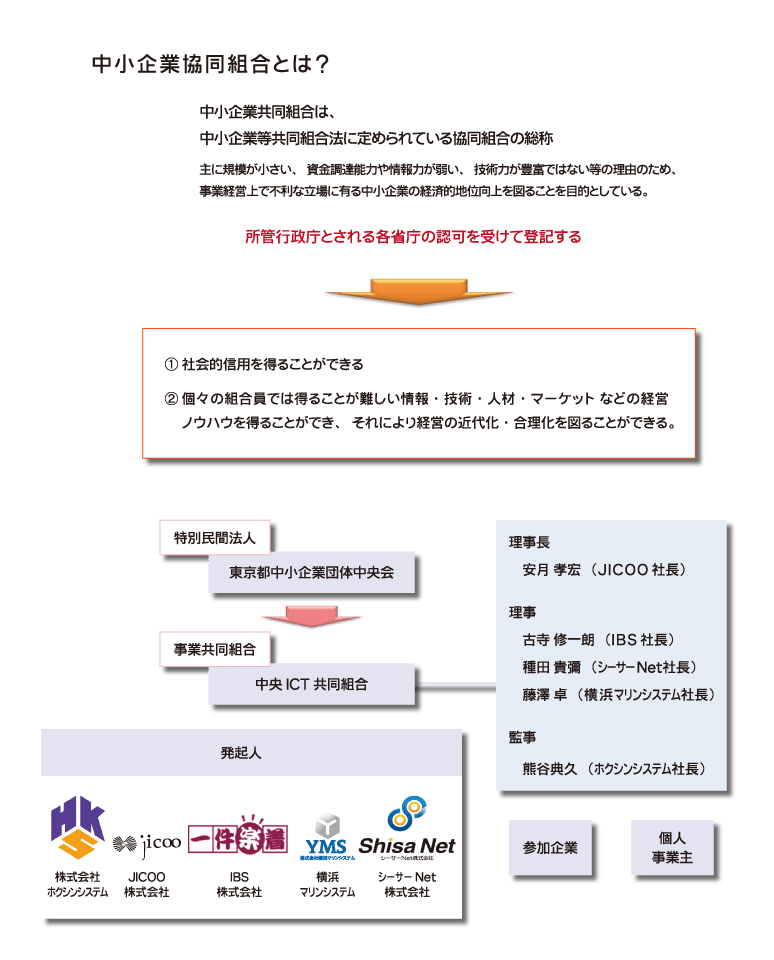 中小企業協同組合とは？
中小企業共同組合は、
中小企業等共同組合法に定められている協同組合の総称
主に規模が小さい、 資金調達能力や情報力が弱い、 技術力が豊富ではない等の理由のため、
事業経営上で不利な立場に有る中小企業の経済的地位向上を図ることを目的としている。
所管行政庁とされる各省庁の認可を受けて登記する
① 社会的信用を得ることができる
② 個々の組合員では得ることが難しい情報・技術・人材・マーケット などの経営
ノウハウを得ることができ、 それにより経営の近代化・合理化を図ることができる。
特別民間法人
東京都中小企業団体中央会
事業共同組合
中央 ICT 共同組合
理事長
安月 孝宏 （JICOO 社長）
理事
古寺 修一朗 （IBS 社長）
種田 貴彌 （シーサーNet社長）
藤澤 卓 （横浜マリンシステム社長）
監事
熊谷典久 （ホクシンシステム社長）
発起人
HKS
jicoo
一件楽着
YMS
株式会社横浜マリンシステム
Shisa Net
シーサーNet株式会社
株式会社
ホクシンシステム
JICOO
株式会社
IBS
株式会社
横浜
マリンシステム
シーサー Net
株式会社
参加企業
個人
事業主